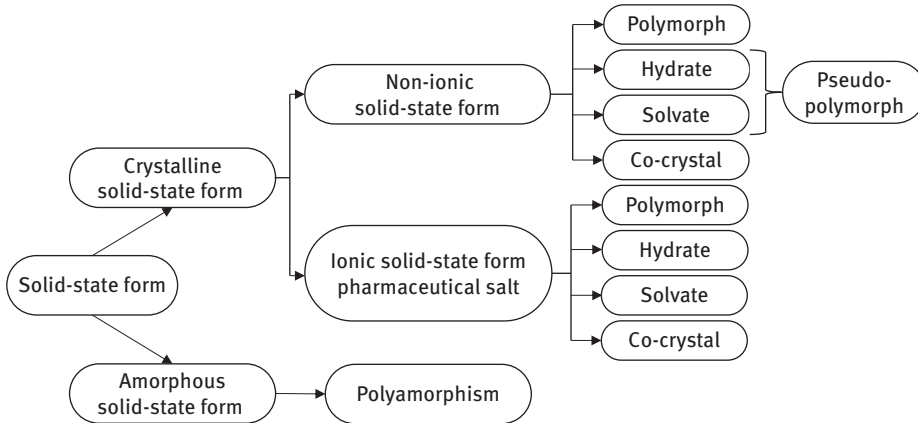 Polymorph
Non-ionic
solid-state form
Hydrate
Pseudo-
polymorph
Solvate
Crystalline
solid-state form
Co-crystal
Polymorph
Ionic solid-state form
pharmaceutical salt
Hydrate
Solid-state form
Solvate
Co-crystal
Amorphous
solid-state form
Polyamorphism